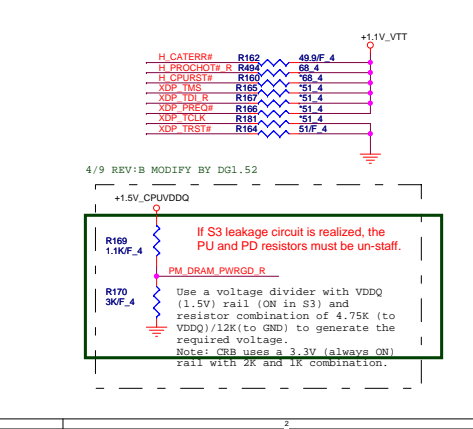 +1.1V_VTT
H_CATERR# R162 49.9/F_4
H_PROCHOT#_R R494 68_4
H_CPURST# R160 *68_4
XDP_TMS R165 *51_4
XDP_TDI_R R167 *51_4
XDP_PREQ# R166 *51_4
XDP_TCLK R181 *51_4
XDP_TRST# R164 51/F_4
4/9 REV:B MODIFY BY DG1.52
+1.5V_CPUVDDQ
If S3 leakage circuit is realized, the
PU and PD resistors must be un-staff.
R169
1.1K/F_4
PM_DRAM_PWRGD_R
R170
3K/F_4
Use a voltage divider with VDDQ
(1.5V) rail (ON in S3) and
resistor combination of 4.75K (to
VDDQ)/12K(to GND) to generate the
required voltage.
Note: CRB uses a 3.3V (always ON)
rail with 2K and 1K combination.
2